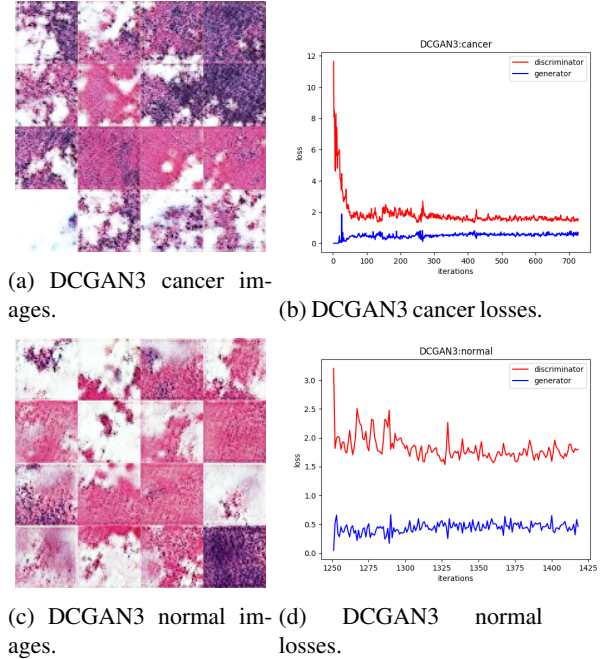 DCGAN3:cancer
12
10
8
6
4
2
0
loss
discriminator
generator
0 100 200 300 400 500 600 700
iterations
(a) DCGAN3 cancer im-
ages.
(b) DCGAN3 cancer losses.
DCGAN3:normal
3.0
2.5
2.0
1.5
1.0
0.5
0.0
loss
discriminator
generator
1250 1275 1300 1325 1350 1375 1400 1425
iterations
(c) DCGAN3 normal im-
ages.
(d) DCGAN3 normal
losses.